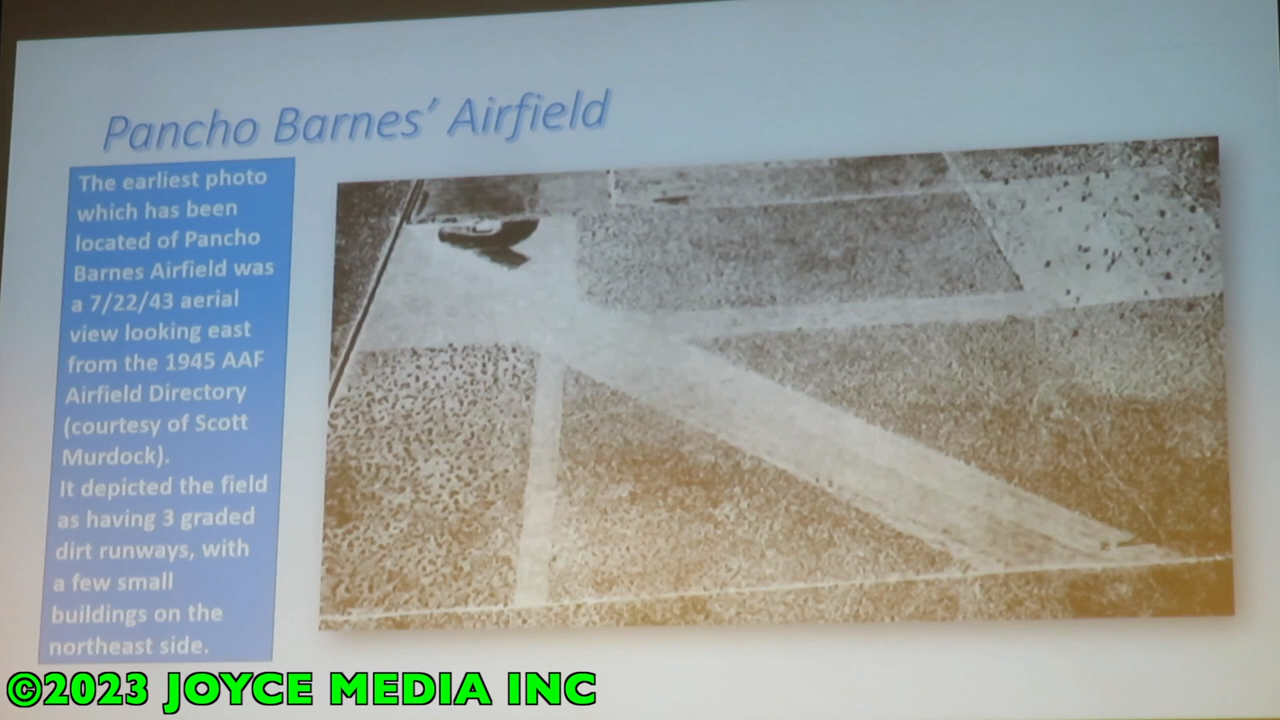 Pancho Barnes' Airfield
The earliest photo
which has been
located of Pancho
Barnes Airfield was
a 7/22/43 aerial
view looking east
from the 1945 AAF
Airfield Directory
(courtesy of Scott
Murdock).
It depicted the field
as having 3 graded
dirt runways, with
a few small
buildings on the
northeast side.
©2023 JOYCE MEDIA INC